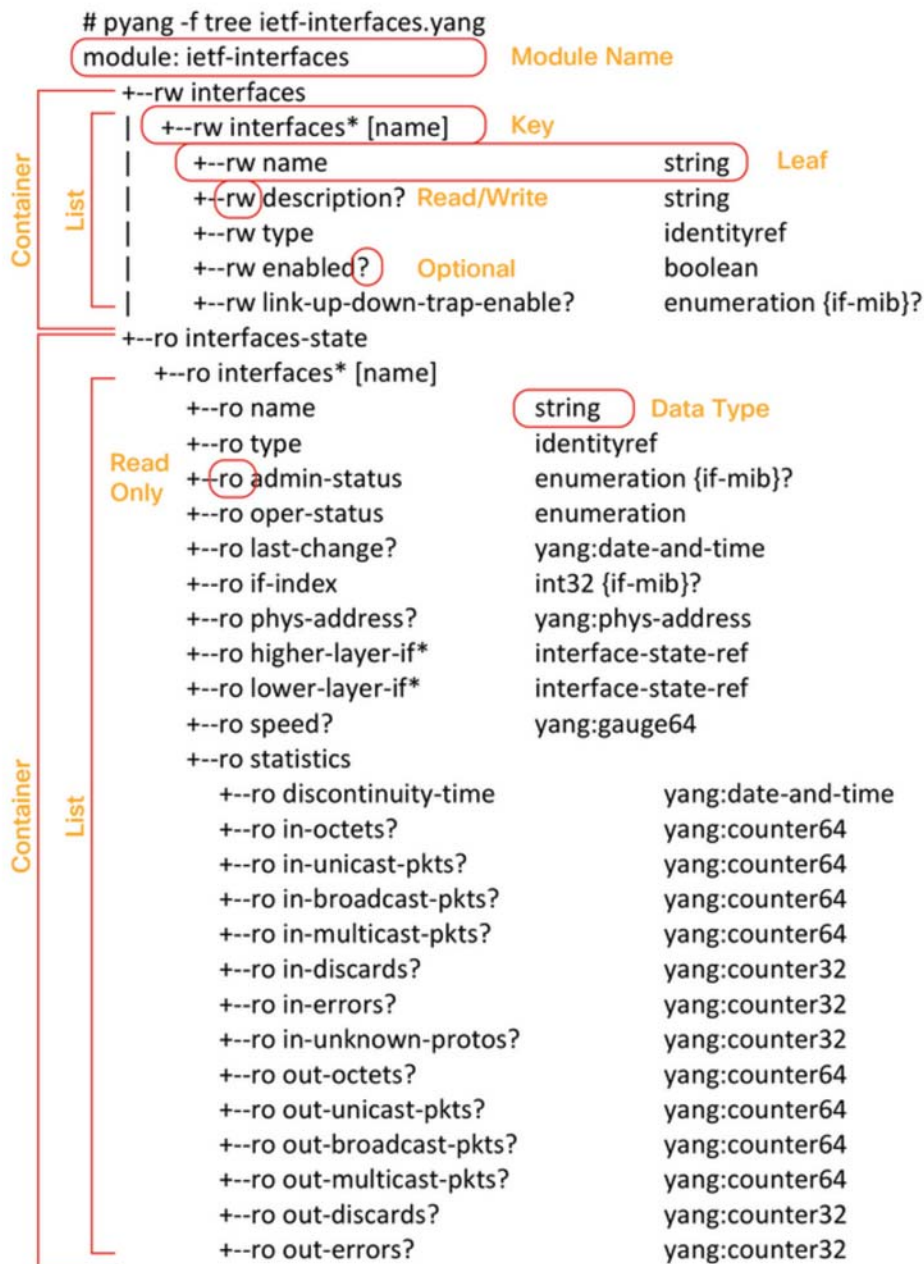 # pyang -f tree ietf-interfaces.yang
module: ietf-interfaces Module Name
+--rw interfaces
| +--rw interfaces* [name] Key
| +--rw name string Leaf
| +--rw description? Read/Write string
| +--rw type identityref
| +--rw enabled? Optional boolean
| +--rw link-up-down-trap-enable? enumeration {if-mib}?
Container
List
+--ro interfaces-state
+--ro interfaces* [name]
+--ro name string Data Type
+--ro type identityref
Read Only
+--ro admin-status enumeration {if-mib}?
+--ro oper-status enumeration
+--ro last-change? yang:date-and-time
+--ro if-index int32 {if-mib}?
+--ro phys-address? yang:phys-address
+--ro higher-layer-if* interface-state-ref
+--ro lower-layer-if* interface-state-ref
+--ro speed? yang:gauge64
+--ro statistics
+--ro discontinuity-time yang:date-and-time
+--ro in-octets? yang:counter64
+--ro in-unicast-pkts? yang:counter64
+--ro in-broadcast-pkts? yang:counter64
+--ro in-multicast-pkts? yang:counter64
+--ro in-discards? yang:counter32
+--ro in-errors? yang:counter32
+--ro in-unknown-protos? yang:counter32
+--ro out-octets? yang:counter64
+--ro out-unicast-pkts? yang:counter64
+--ro out-broadcast-pkts? yang:counter64
+--ro out-multicast-pkts? yang:counter64
+--ro out-discards? yang:counter32
+--ro out-errors? yang:counter32
Container
List